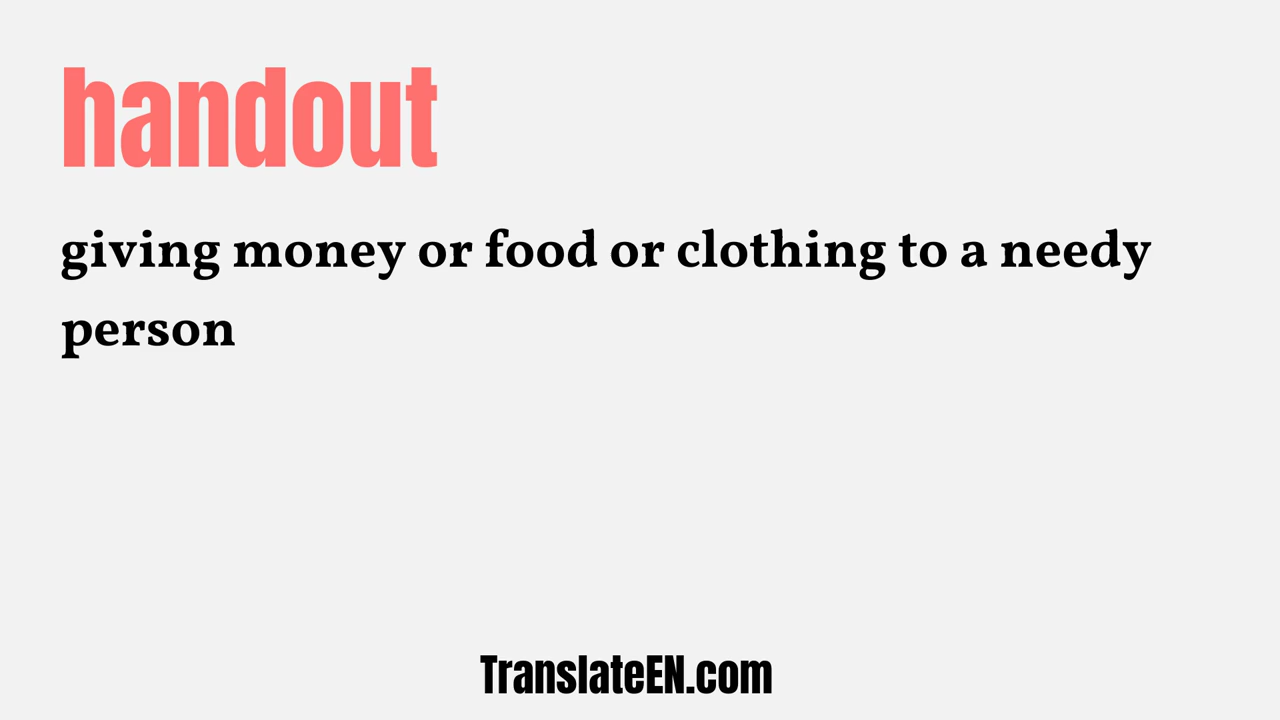 handout
giving money or food or clothing to a needy
person
TranslateEN.com